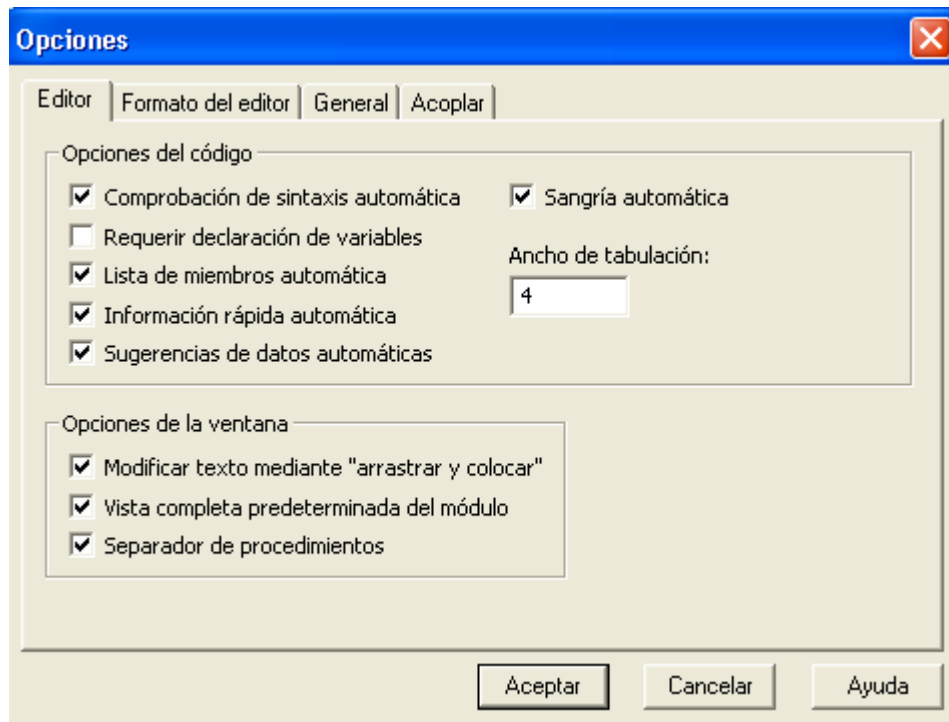 Opciones
Editor Formato del editor General Acoplar
Opciones del código
Comprobación de sintaxis automática
Requerir declaración de variables
Lista de miembros automática
Información rápida automática
Sugerencias de datos automáticas
Sangría automática
Ancho de tabulación:
4
Opciones de la ventana
Modificar texto mediante "arrastrar y colocar"
Vista completa predeterminada del módulo
Separador de procedimientos
Aceptar Cancelar Ayuda